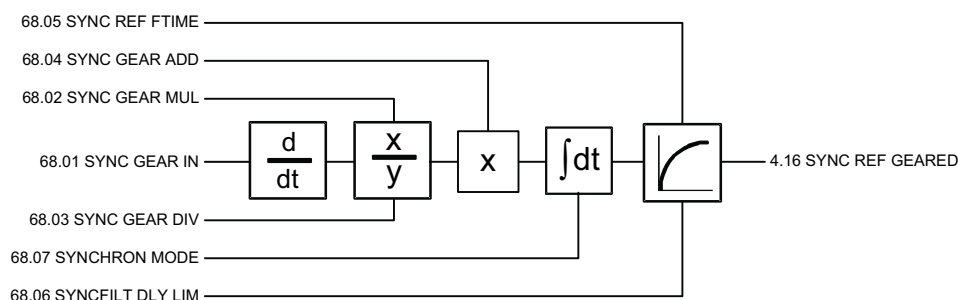 68.05 SYNC REF FTIME
68.04 SYNC GEAR ADD
68.02 SYNC GEAR MUL
68.01 SYNC GEAR IN
d
dt
x
y
x
∫dt
4.16 SYNC REF GEARED
68.03 SYNC GEAR DIV
68.07 SYNCHRON MODE
68.06 SYNCFILT DLY LIM